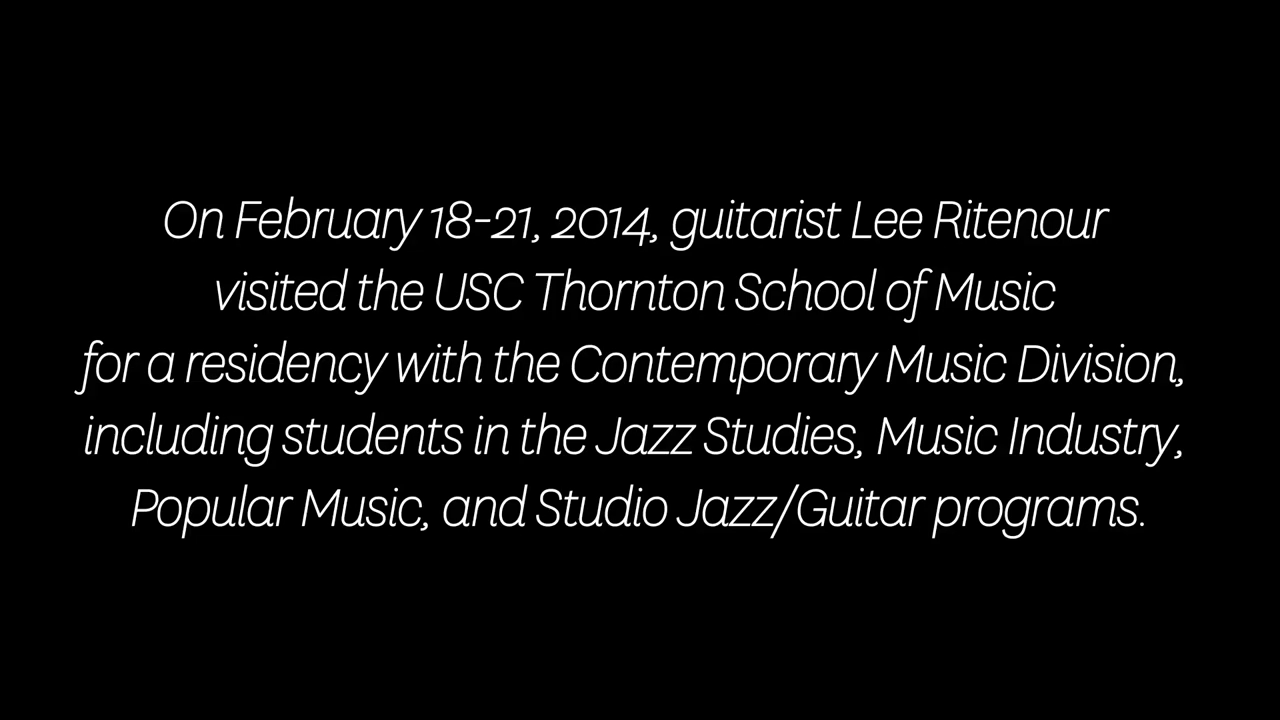 On February 18-21, 2014, guitarist Lee Ritenour
visited the USC Thornton School of Music
for a residency with the Contemporary Music Division,
including students in the Jazz Studies, Music Industry,
Popular Music, and Studio Jazz/Guitar programs.